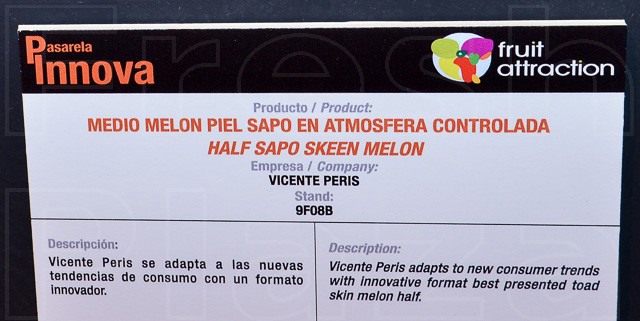 Pasarela
Innova
fruit
attraction
Producto / Product:
MEDIO MELON PIEL SAPO EN ATMOSFERA CONTROLADA
HALF SAPO SKEEN MELON
Empresa / Company:
VICENTE PERIS
Stand:
9F08B
Descripción:
Vicente Peris se adapta a las nuevas
tendencias de consumo con un formato
innovador.
Description:
Vicente Peris adapts to new consumer trends
with innovative format best presented toad
skin melon half.
Fresh
Plaza